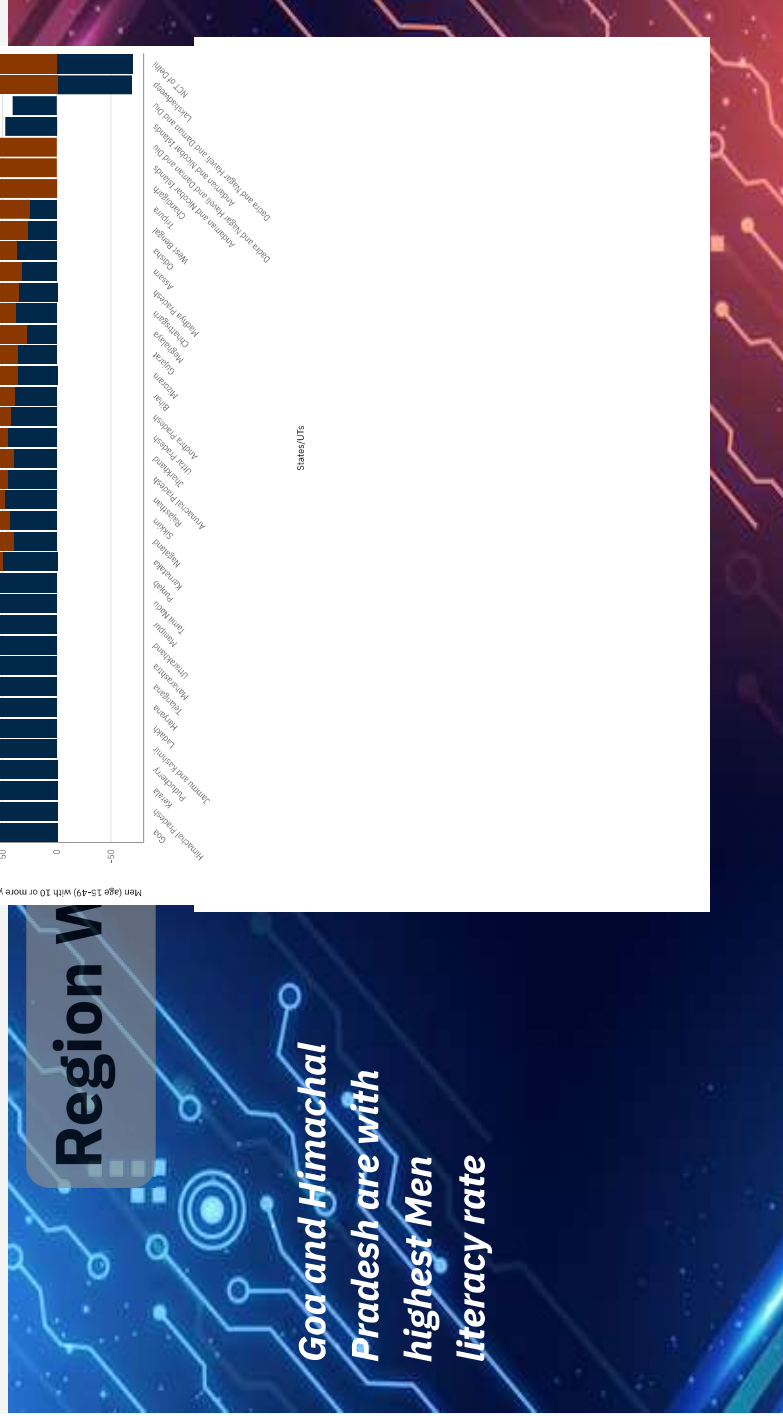 Region W
Men (age 15-49) with 10 or more y
50
0
-50
Goa
Himachal Pradesh
Kerala
Puducherry
Jammu and Kashmir
Ladakh
Haryana
Telangana
Maharashtra
Uttarakhand
Manipur
Tamil Nadu
Punjab
Karnataka
Nagaland
Sikkim
Rajasthan
Arunachal Pradesh
Jharkhand
Uttar Pradesh
Andhra Pradesh
Bihar
Mizoram
Gujarat
Meghalaya
Chhattisgarh
Madhya Pradesh
Assam
Odisha
West Bengal
Tripura
Chandigarh
Andaman and Nicobar Islands
Dadra and Nagar Haveli and Daman and Diu
Andaman and Nicobar Islands
Dadra and Nagar Haveli and Daman and Diu
Lakshadweep
NCT of Delhi
States/UTs
Goa and Himachal
Pradesh are with
highest Men
literacy rate